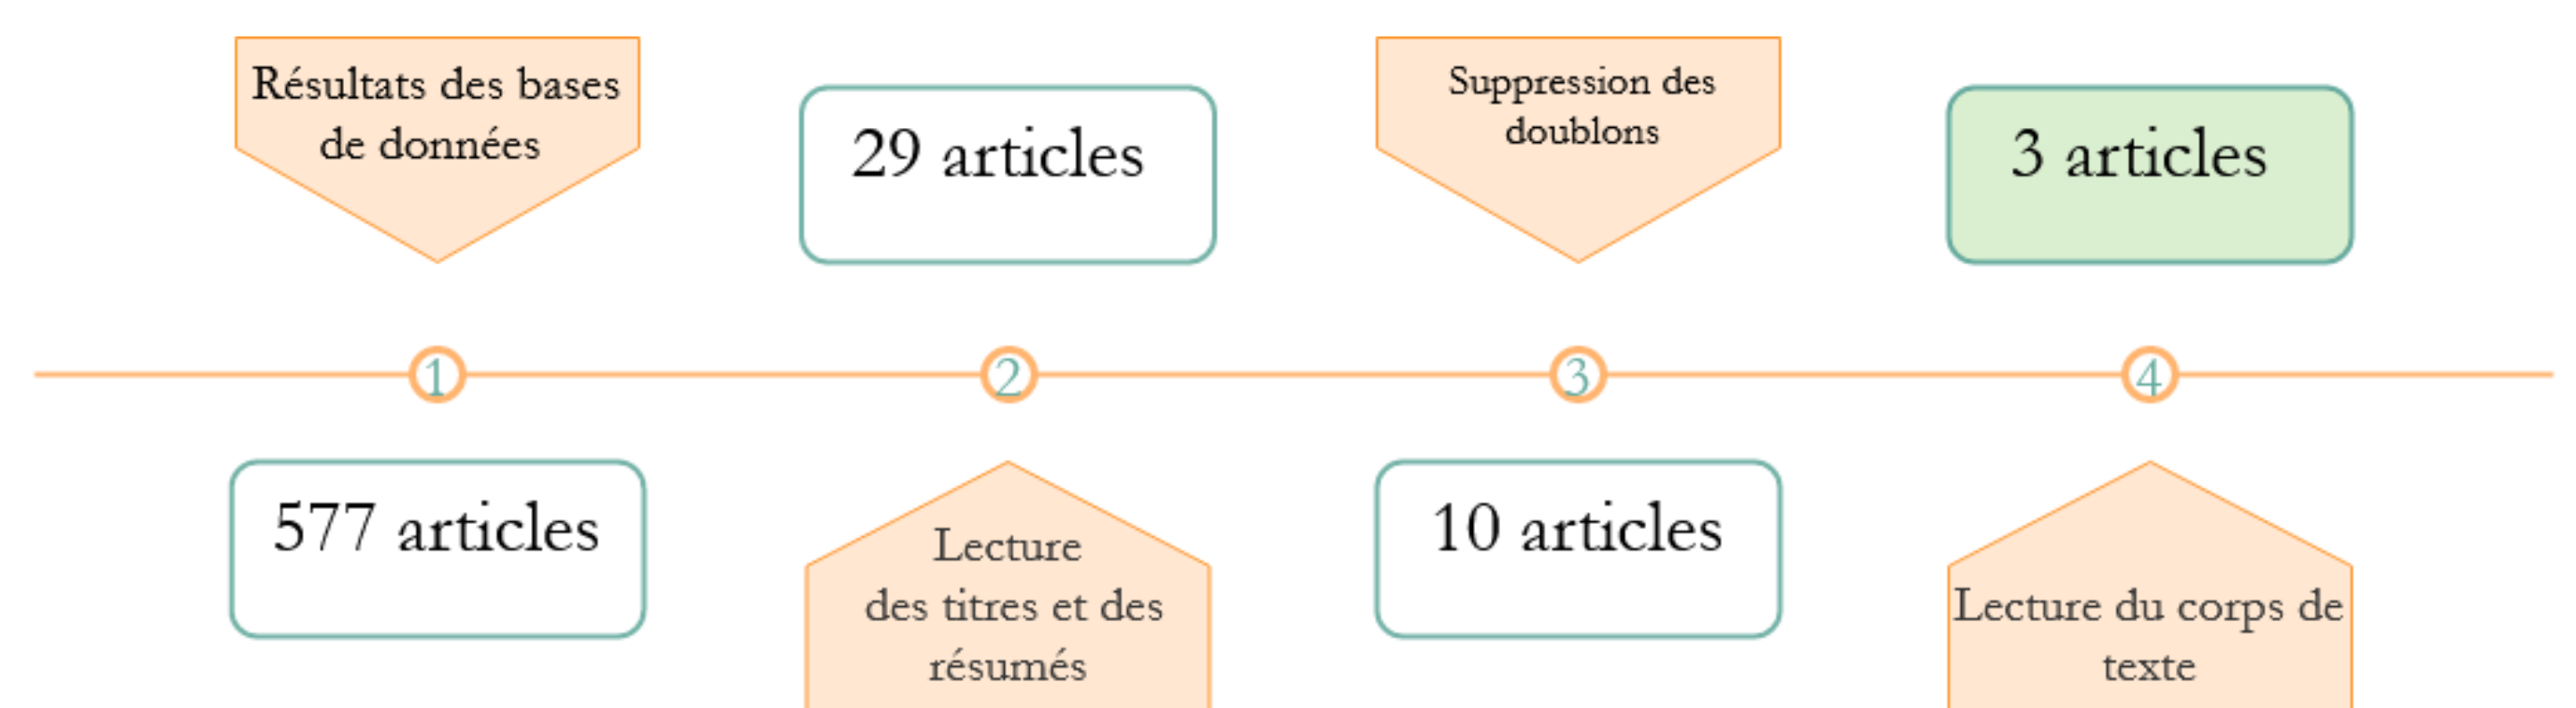 Résultats des bases
de données
577 articles
1
29 articles
2
Lecture
des titres et des
résumés
Suppression des
doublons
3
10 articles
3 articles
4
Lecture du corps de
texte